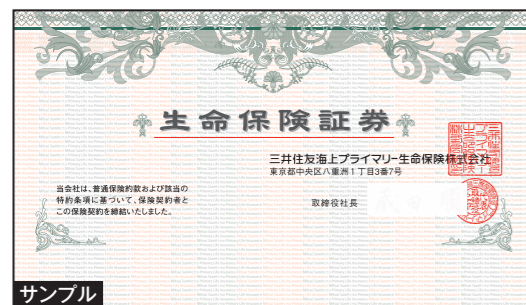 生命保険証券
三井住友海上プライマリー生命保険株式会社
東京都中央区八重洲1丁目3番7号
取締役社長
当会社は、普通保険約款および該当の
特約条項に基づいて、保険契約者と
この保険契約を締結いたしました。
サンプル